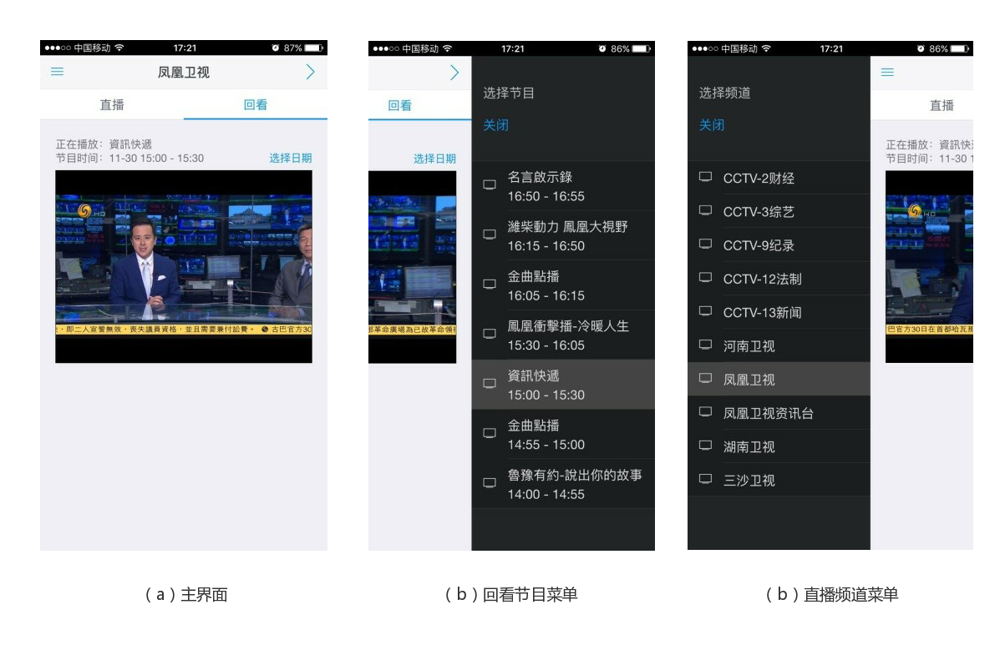 中国移动 17:21 87%
凤凰卫视
直播 回看
正在播放：資訊快遞
节目时间：11-30 15:00 - 15:30 选择日期
HD
：，即二人宣誓無效，喪失議員資格，並且需要兼付訟費。 古巴官方30
（a）主界面
中国移动 17:21 86%
回看
选择日期
那革命廣場為已故革命領
选择节目
关闭
名言啟示錄
16:50 - 16:55
濰柴動力 鳳凰大視野
16:15 - 16:50
金曲點播
16:05 - 16:15
鳳凰衝擊播-冷暖人生
15:30 - 16:05
資訊快遞
15:00 - 15:30
金曲點播
14:55 - 15:00
魯豫有約-說出你的故事
14:00 - 14:55
（b）回看节目菜单
中国移动 17:21 86%
选择频道
关闭
CCTV-2财经
CCTV-3综艺
CCTV-9纪录
CCTV-12法制
CCTV-13新闻
河南卫视
凤凰卫视
凤凰卫视资讯台
湖南卫视
三沙卫视
直播
正在播放：資訊快
节目时间：11-30 1
HD
巴官方30日在首都哈瓦那
（b）直播频道菜单